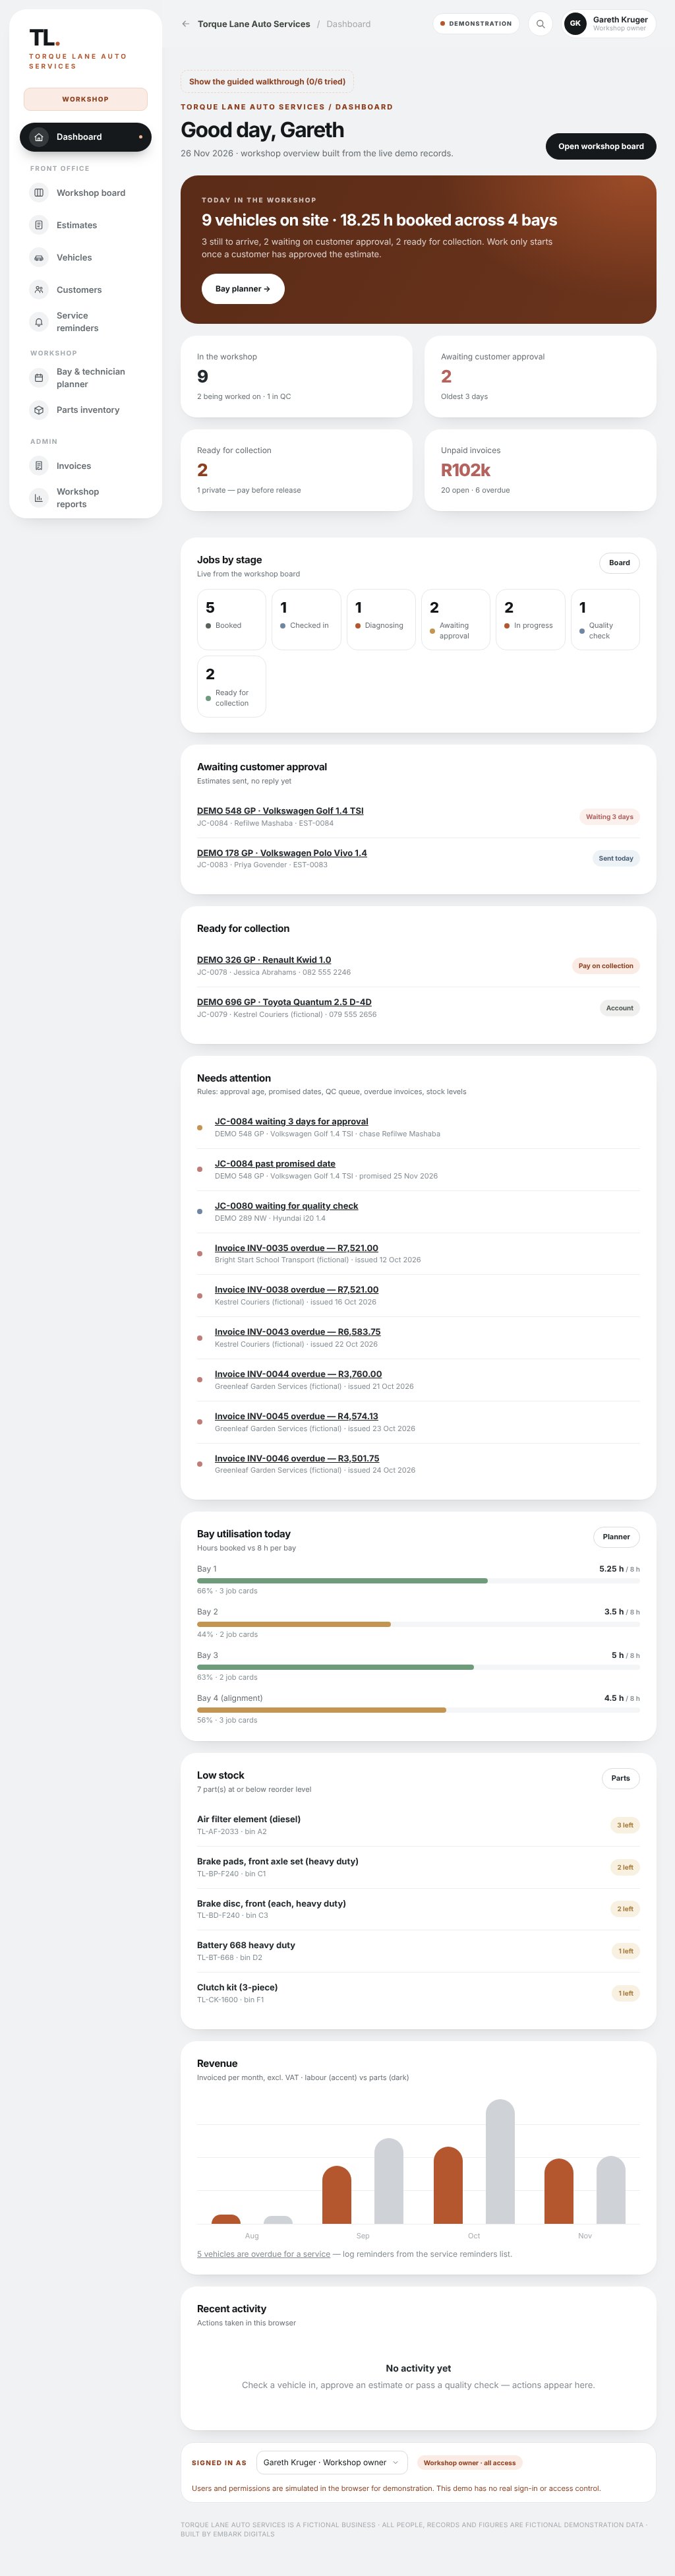 TL.
TORQUE LANE AUTO
SERVICES
WORKSHOP
Dashboard
FRONT OFFICE
Workshop board
Estimates
Vehicles
Customers
Service
reminders
WORKSHOP
Bay & technician
planner
Parts inventory
ADMIN
Invoices
Workshop
reports
← Torque Lane Auto Services / Dashboard
DEMONSTRATION
GK
Gareth Kruger
Workshop owner
Show the guided walkthrough (0/6 tried)
TORQUE LANE AUTO SERVICES / DASHBOARD
Good day, Gareth
26 Nov 2026 · workshop overview built from the live demo records.
Open workshop board
TODAY IN THE WORKSHOP
9 vehicles on site · 18.25 h booked across 4 bays
3 still to arrive, 2 waiting on customer approval, 2 ready for collection. Work only starts
once a customer has approved the estimate.
Bay planner →
In the workshop
9
2 being worked on · 1 in QC
Awaiting customer approval
2
Oldest 3 days
Ready for collection
2
1 private — pay before release
Unpaid invoices
R102k
20 open · 6 overdue
Jobs by stage
Live from the workshop board
Board
5
Booked
1
Checked in
1
Diagnosing
2
Awaiting
approval
2
In progress
1
Quality
check
2
Ready for
collection
Awaiting customer approval
Estimates sent, no reply yet
DEMO 548 GP · Volkswagen Golf 1.4 TSI
JC-0084 · Refilwe Mashaba · EST-0084
Waiting 3 days
DEMO 178 GP · Volkswagen Polo Vivo 1.4
JC-0083 · Priya Govender · EST-0083
Sent today
Ready for collection
DEMO 326 GP · Renault Kwid 1.0
JC-0078 · Jessica Abrahams · 082 555 2246
Pay on collection
DEMO 696 GP · Toyota Quantum 2.5 D-4D
JC-0079 · Kestrel Couriers (fictional) · 079 555 2656
Account
Needs attention
Rules: approval age, promised dates, QC queue, overdue invoices, stock levels
JC-0084 waiting 3 days for approval
DEMO 548 GP · Volkswagen Golf 1.4 TSI · chase Refilwe Mashaba
JC-0084 past promised date
DEMO 548 GP · Volkswagen Golf 1.4 TSI · promised 25 Nov 2026
JC-0080 waiting for quality check
DEMO 289 NW · Hyundai i20 1.4
Invoice INV-0035 overdue — R7,521.00
Bright Start School Transport (fictional) · issued 12 Oct 2026
Invoice INV-0038 overdue — R7,521.00
Kestrel Couriers (fictional) · issued 16 Oct 2026
Invoice INV-0043 overdue — R6,583.75
Kestrel Couriers (fictional) · issued 22 Oct 2026
Invoice INV-0044 overdue — R3,760.00
Greenleaf Garden Services (fictional) · issued 21 Oct 2026
Invoice INV-0045 overdue — R4,574.13
Greenleaf Garden Services (fictional) · issued 23 Oct 2026
Invoice INV-0046 overdue — R3,501.75
Greenleaf Garden Services (fictional) · issued 24 Oct 2026
Bay utilisation today
Hours booked vs 8 h per bay
Planner
Bay 1
5.25 h / 8 h
66% · 3 job cards
Bay 2
3.5 h / 8 h
44% · 2 job cards
Bay 3
5 h / 8 h
63% · 2 job cards
Bay 4 (alignment)
4.5 h / 8 h
56% · 3 job cards
Low stock
7 part(s) at or below reorder level
Parts
Air filter element (diesel)
TL-AF-2033 · bin A2
3 left
Brake pads, front axle set (heavy duty)
TL-BP-F240 · bin C1
2 left
Brake disc, front (each, heavy duty)
TL-BD-F240 · bin C3
2 left
Battery 668 heavy duty
TL-BT-668 · bin D2
1 left
Clutch kit (3-piece)
TL-CK-1600 · bin F1
1 left
Revenue
Invoiced per month, excl. VAT · labour (accent) vs parts (dark)
Aug
Sep
Oct
Nov
5 vehicles are overdue for a service — log reminders from the service reminders list.
Recent activity
Actions taken in this browser
No activity yet
Check a vehicle in, approve an estimate or pass a quality check — actions appear here.
SIGNED IN AS
Gareth Kruger · Workshop owner
Workshop owner · all access
Users and permissions are simulated in the browser for demonstration. This demo has no real sign-in or access control.
TORQUE LANE AUTO SERVICES IS A FICTIONAL BUSINESS · ALL PEOPLE, RECORDS AND FIGURES ARE FICTIONAL DEMONSTRATION DATA ·
BUILT BY EMBARK DIGITALS